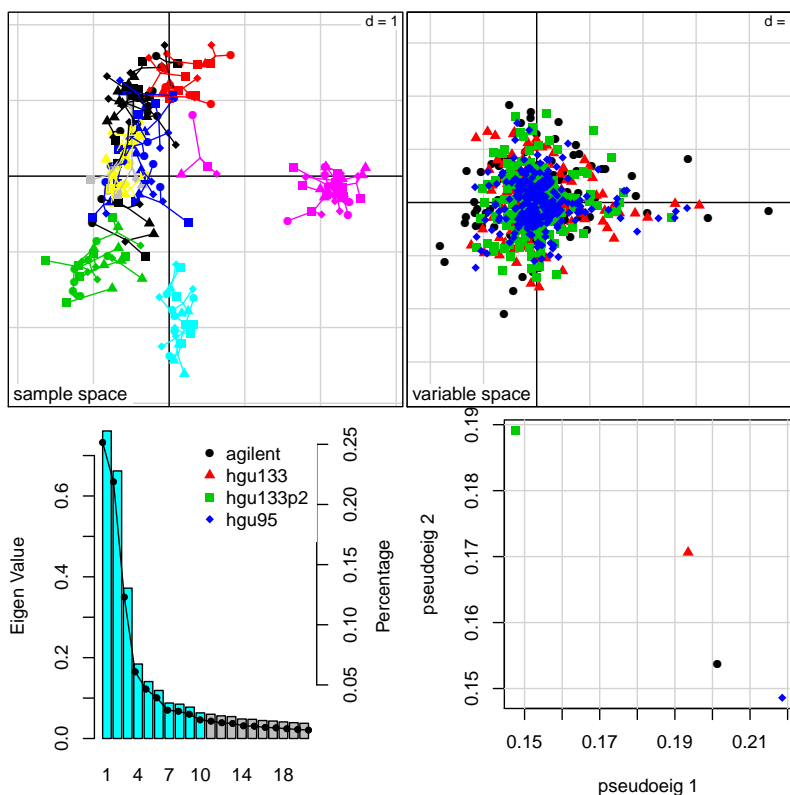 d = 1
sample space
d =
variable space
Eigen Value
0.0
0.2
0.4
0.6
1
4
7
10
14
18
agilent
hgu133
hgu133p2
hgu95
Percentage
0.05
0.10
0.15
0.20
0.25
pseudoeig 2
0.15
0.16
0.17
0.18
0.19
0.15
0.17
0.19
0.21
pseudoeig 1